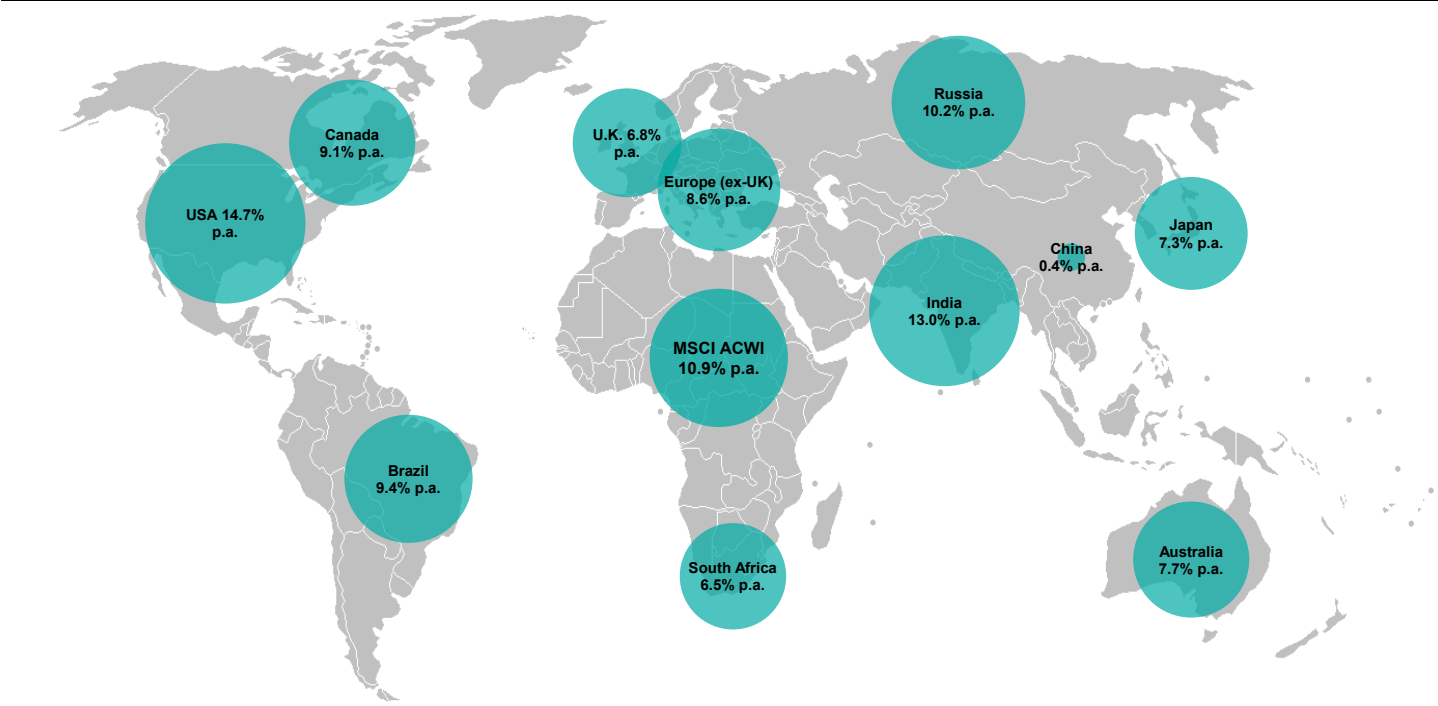 Russia
10.2% p.a.
Canada
9.1% p.a.
U.K. 6.8%
p.a.
Europe (ex-UK)
8.6% p.a.
USA 14.7%
p.a.
Japan
7.3% p.a.
China
0.4% p.a.
India
13.0% p.a.
MSCI ACWI
10.9% p.a.
Brazil
9.4% p.a.
South Africa
6.5% p.a.
Australia
7.7% p.a.